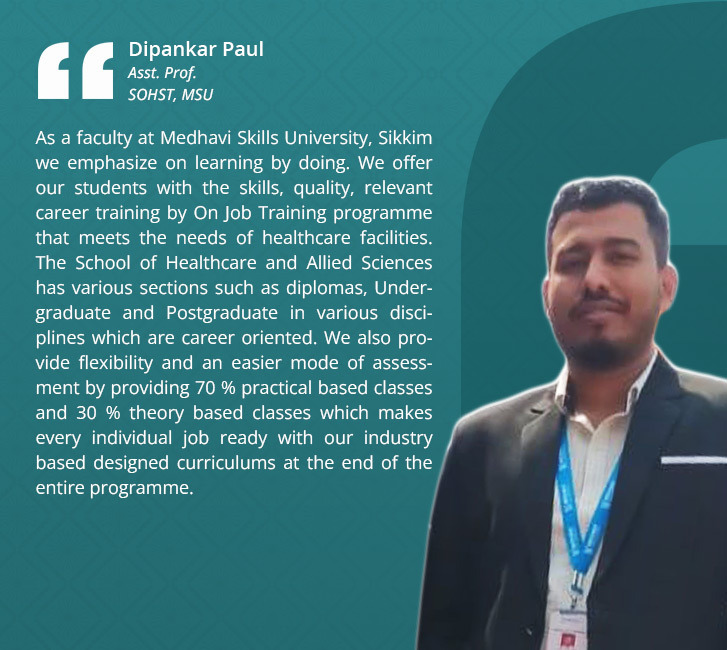 Dipankar Paul
Asst. Prof.
SOHST, MSU
As a faculty at Medhavi Skills University, Sikkim
we emphasize on learning by doing. We offer
our students with the skills, quality, relevant
career training by On Job Training programme
that meets the needs of healthcare facilities.
The School of Healthcare and Allied Sciences
has various sections such as diplomas, Under-
graduate and Postgraduate in various disci-
plines which are career oriented. We also pro-
vide flexibility and an easier mode of assess-
ment by providing 70 % practical based classes
and 30 % theory based classes which makes
every individual job ready with our industry
based designed curriculums at the end of the
entire programme.